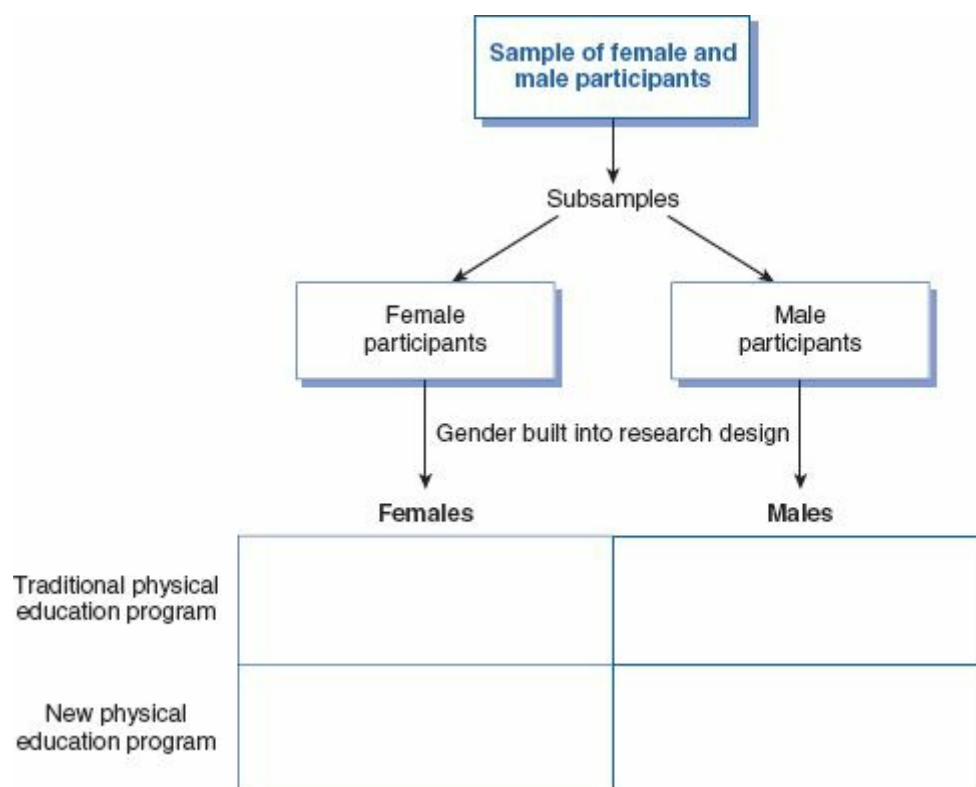 Sample of female and
male participants
Subsamples
Female
participants
Male
participants
Gender built into research design
Females
Males
Traditional physical
education program
New physical
education program